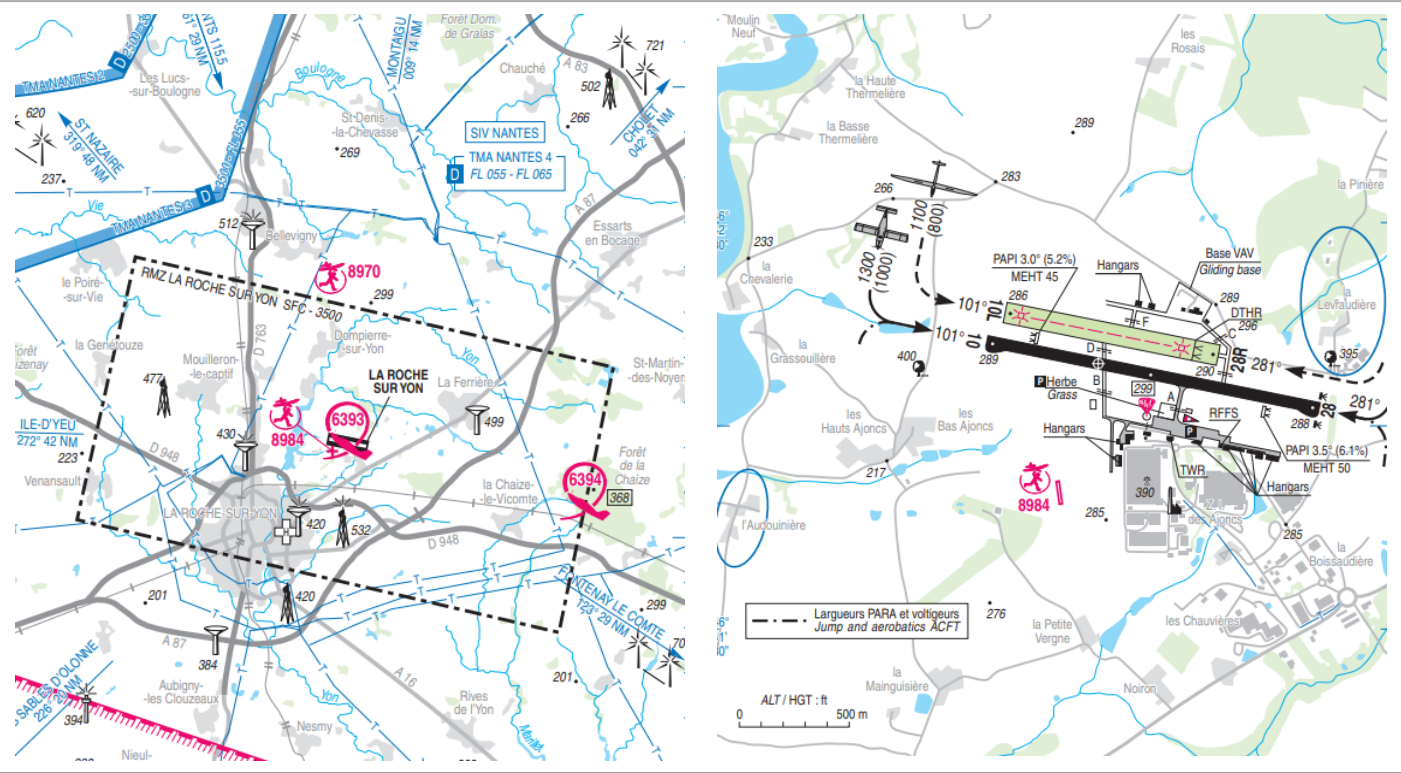 TMA NANTES 2
D
NTS 115.5
29 NM
MONTAIGU
009° 14 NM
Forêt Dom.
de Gralas
721
Chauché
A 83
502
Les Lucs-
-sur-Boulogne
Boulogne
620
ST NAZAIRE
319° 48 NM
St Denis-
-la-Chevasse
269
266
CHOLET
042° 31 NM
SIV NANTES
TMA NANTES 4
D
FL 055 - FL 065
237
Vie
TMA NANTES 3
D
3500 - FL 055
A 87
512
Bellevigny
Essarts
en Bocage
le Poiré-
-sur-Vie
RMZ LA ROCHE SUR YON SFC - 3500
8970
299
la Genétouze
D 763
Dompierre-
-sur-Yon
Yon
Mouilleron-
-le-captif
LA ROCHE
SUR YON
La Ferrière
St-Martin-
-des-Noyer
477
6393
8984
499
ILE-D'YEU
272° 42 NM
430
223
D 948
Venansault
la Chaize-
-le-Vicomte
6394
368
Forêt
de la
Chaize
LA ROCHE-SUR-YON
H
420
532
D 948
FONTENAY LE COMTE
123° 29 NM
201
420
299
A 87
384
A 16
SABLES D'OLONNE
226° 20 NM
394
Aubigny-
-les Clouzeaux
Yon
Nesmy
Rives
de l'Yon
201
Nieul-
Moulin
Neuf
les
Rosais
la Haute
Thermelière
la Basse
Thermelière
289
283
266
la Pinière
1100
(800)
1300
(1000)
233
la
Chevalerie
PAPI 3.0° (5.2%)
MEHT 45
Hangars
Base VAV
Gliding base
la
Levraudière
101°
10L
286
F
289
DTHR
296
C
101°
10
289
D
290
28R
281°
395
la
Grassouillère
400
P
Herbe
Grass
B
299
A
RFFS
28
281°
288
les
Hauts Ajoncs
les
Bas Ajoncs
Hangars
P
PAPI 3.5° (6.1%)
MEHT 50
217
TWR
Hangars
390
Z.I.
des Ajoncs
8984
285
285
l'Audouinière
la
Boissaudière
Largueurs PARA et voltigeurs
Jump and aerobatics ACFT
276
la Petite
Vergne
les Chauvières
la
Mainguisière
Noiron
ALT / HGT : ft
0
500 m